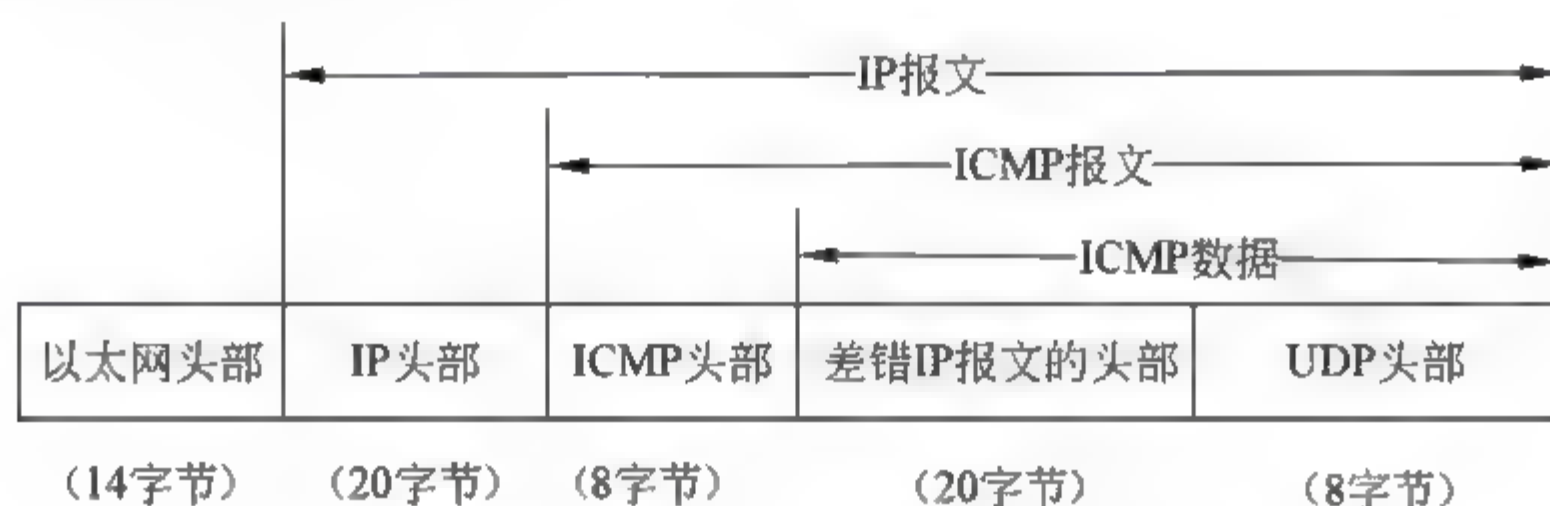 IP报文
ICMP报文
ICMP数据
以太网头部 IP头部 ICMP头部 差错IP报文的头部 UDP头部
(14字节) (20字节) (8字节) (20字节) (8字节)